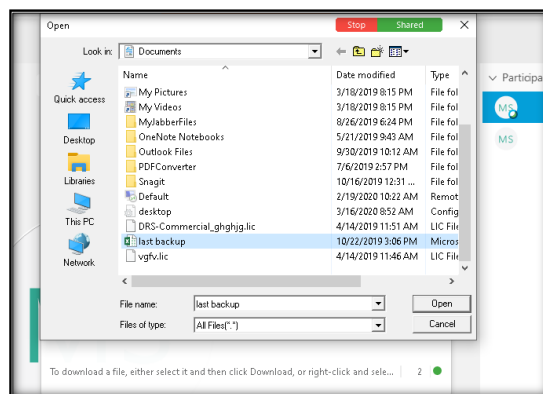 Open
Stop Shared
Look in: Documents
Participa
Name Date modified Type
My Pictures 3/18/2019 8:15 PM File fol
My Videos 3/18/2019 8:15 PM File fol
MyJabberFiles 8/26/2019 6:24 PM File fol
OneNote Notebooks 5/21/2019 9:43 AM File fol
Outlook Files 9/30/2019 10:12 AM File fol
PDFConverter 7/6/2019 2:57 PM File fol
Snagit 10/16/2019 12:31 ... File fol
Default 2/19/2020 10:22 AM Remot
desktop 3/16/2020 8:52 AM Config
DRS-Commercial_ghghjg.lic 4/14/2019 11:51 AM LIC File
last backup 10/22/2019 3:06 PM Micros
vgfv.lic 4/14/2019 11:46 AM LIC File
Quick access
Desktop
Libraries
This PC
Network
MS
MS
File name: last backup Open
Files of type: All Files(*.*) Cancel
To download a file, either select it and then click Download, or right-click and sele... 2